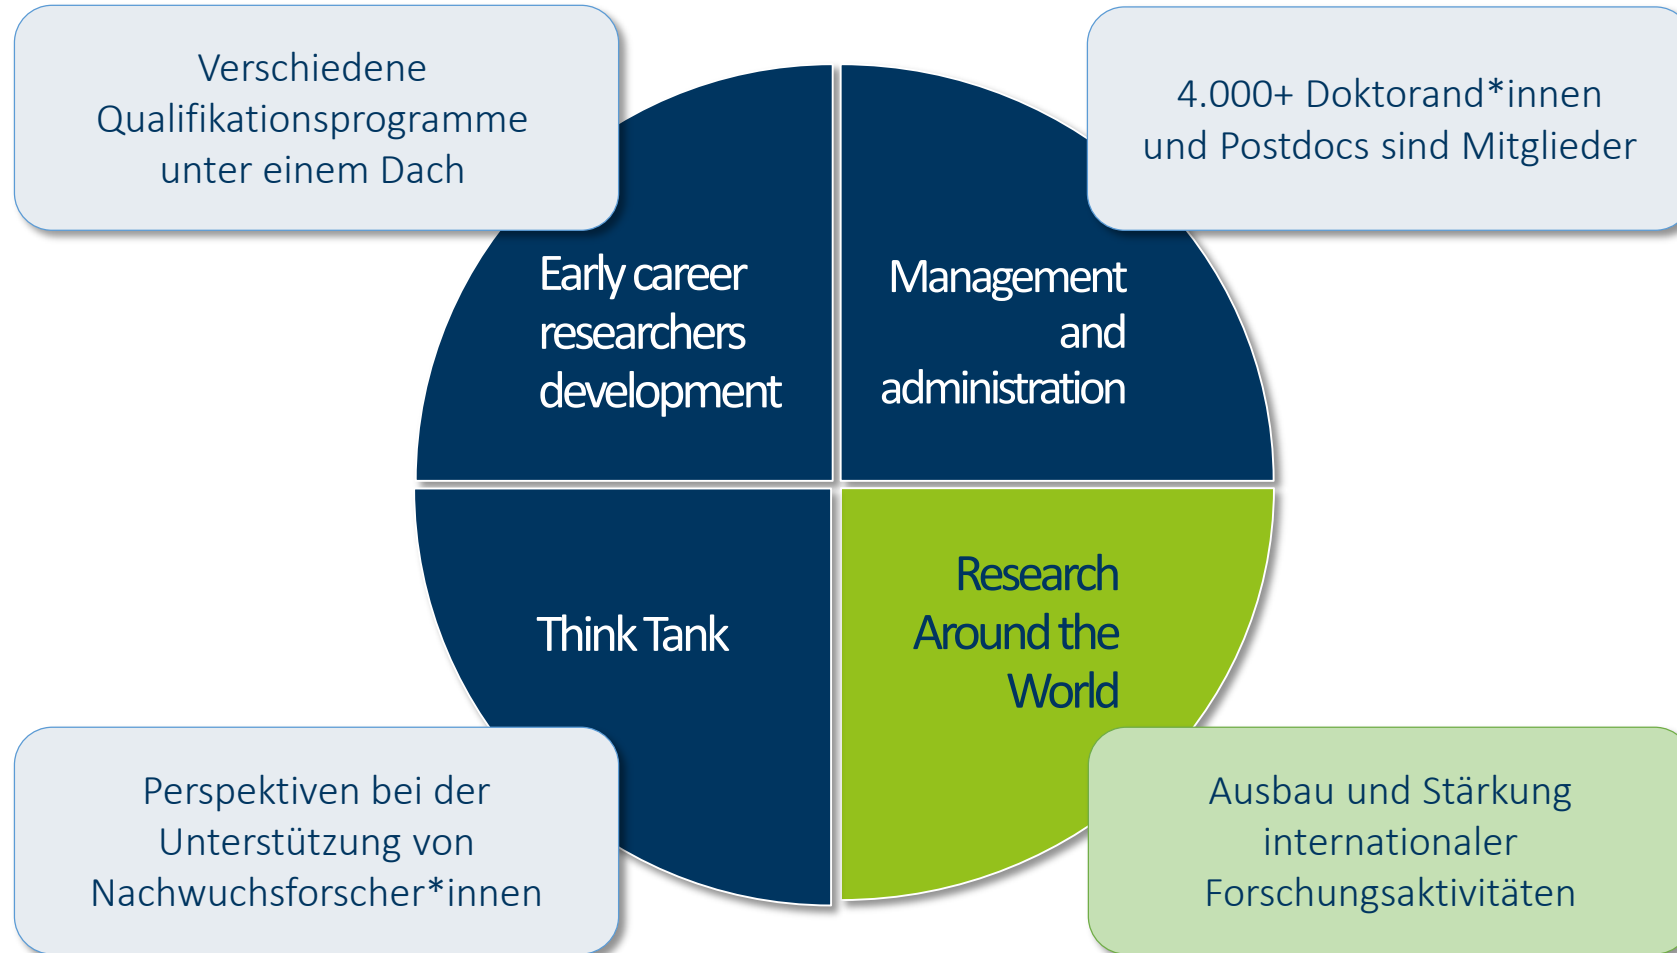 Verschiedene
Qualifikationsprogramme
unter einem Dach
4.000+ Doktorand*innen
und Postdocs sind Mitglieder
Early career
researchers
development
Management
and
administration
Think Tank
Research
Around the
World
Perspektiven bei der
Unterstützung von
Nachwuchsforscher*innen
Ausbau und Stärkung
internationaler
Forschungsaktivitäten